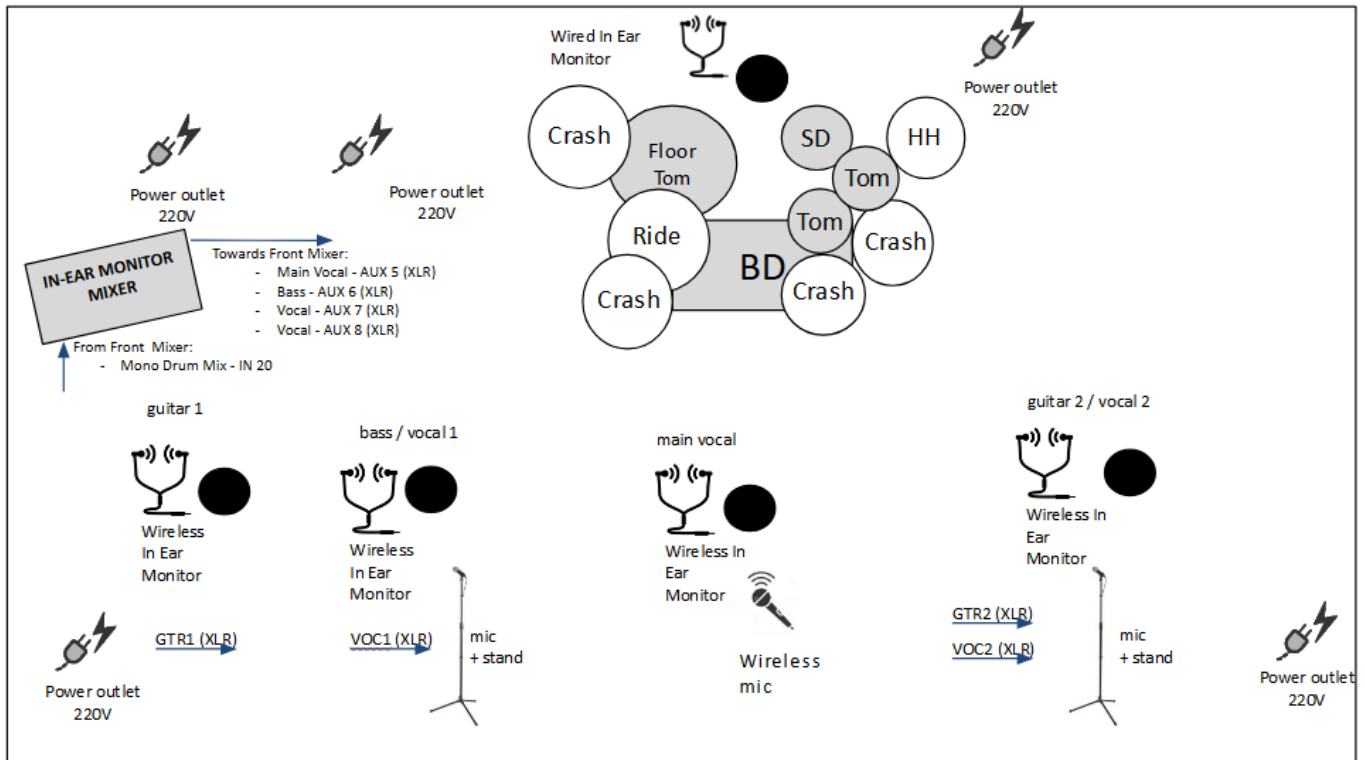 Wired In Ear
Monitor
Power outlet
220V
Crash
Floor
Tom
SD
HH
Tom
Tom
Ride
BD
Crash
Crash
Crash
Power outlet
220V
Power outlet
220V
IN-EAR MONITOR
MIXER
Towards Front Mixer:
- Main Vocal - AUX 5 (XLR)
- Bass - AUX 6 (XLR)
- Vocal - AUX 7 (XLR)
- Vocal - AUX 8 (XLR)
From Front Mixer:
- Mono Drum Mix - IN 20
guitar 1
Wireless
In Ear
Monitor
bass / vocal 1
Wireless
In Ear
Monitor
main vocal
Wireless In
Ear
Monitor
guitar 2 / vocal 2
Wireless In
Ear
Monitor
Power outlet
220V
GTR1 (XLR)
VOC1 (XLR)
mic
+ stand
Wireless
mic
GTR2 (XLR)
VOC2 (XLR)
mic
+ stand
Power outlet
220V